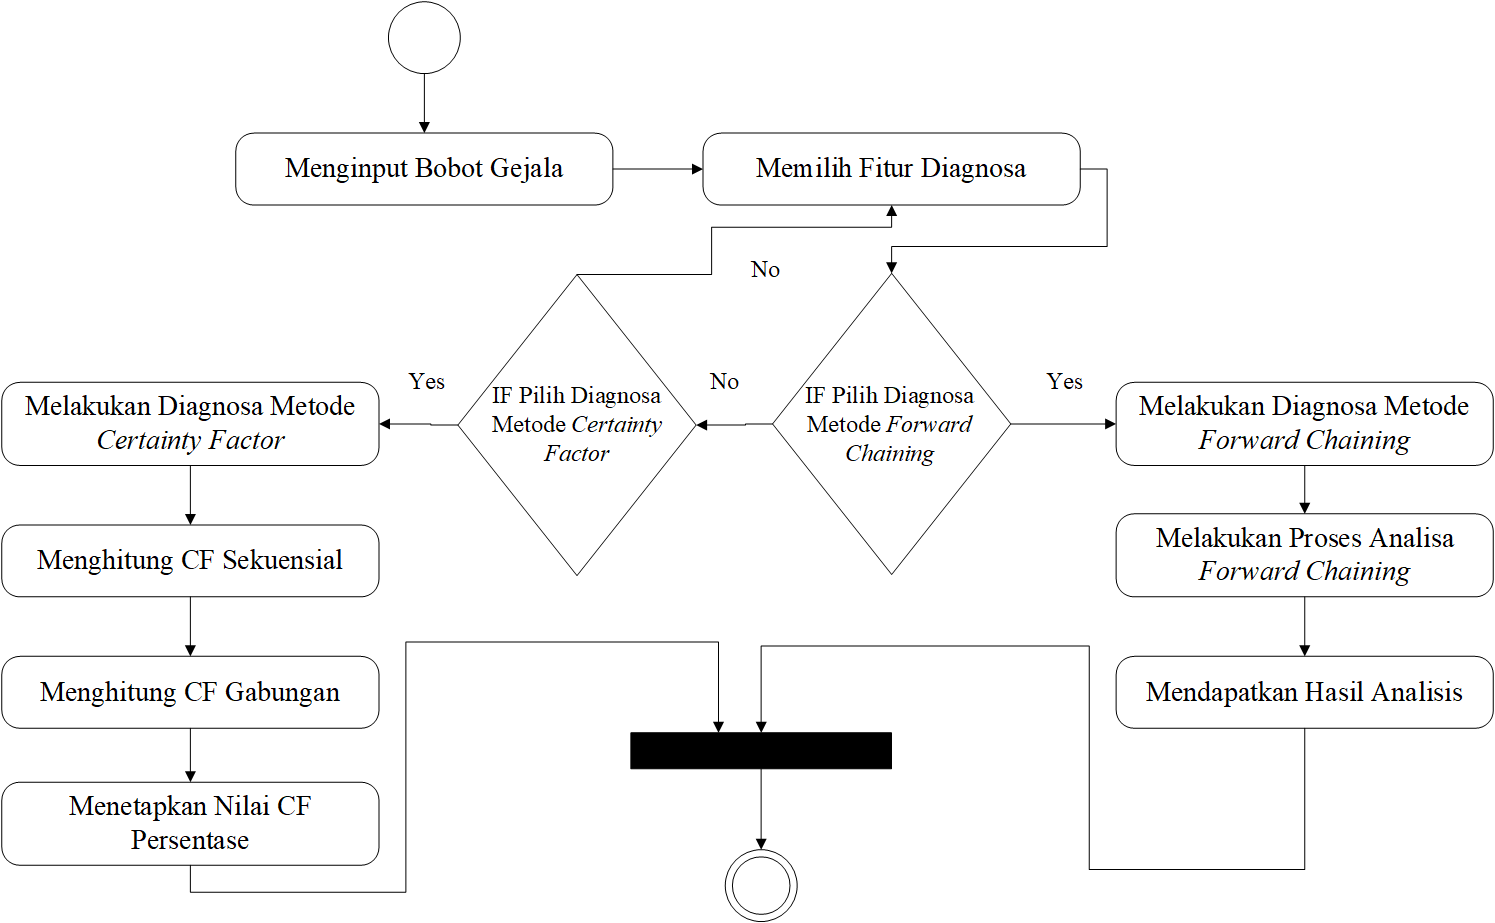 Menginput Bobot Gejala
Memilih Fitur Diagnosa
No
Yes
IF Pilih Diagnosa
Metode Certainty
Factor
No
IF Pilih Diagnosa
Metode Forward
Chaining
Yes
Melakukan Diagnosa Metode
Certainty Factor
Melakukan Diagnosa Metode
Forward Chaining
Menghitung CF Sekuensial
Melakukan Proses Analisa
Forward Chaining
Menghitung CF Gabungan
Mendapatkan Hasil Analisis
Menetapkan Nilai CF
Persentase